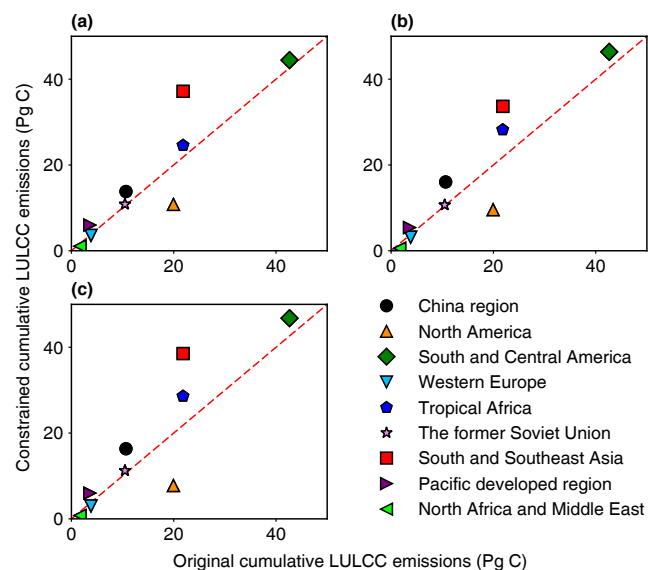 (a)
(b)
40
20
0
0
20
40
40
20
0
0
20
40
(c)
40
20
0
0
20
40
Constrained cumulative LULCC emissions (Pg C)
Original cumulative LULCC emissions (Pg C)
China region
North America
South and Central America
Western Europe
Tropical Africa
The former Soviet Union
South and Southeast Asia
Pacific developed region
North Africa and Middle East